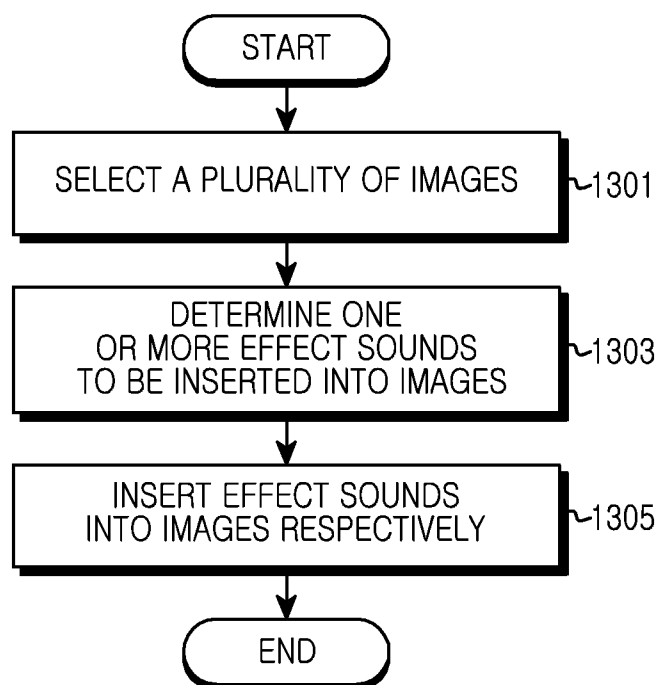 START
SELECT A PLURALITY OF IMAGES
1301
DETERMINE ONE
OR MORE EFFECT SOUNDS
TO BE INSERTED INTO IMAGES
1303
INSERT EFFECT SOUNDS
INTO IMAGES RESPECTIVELY
1305
END